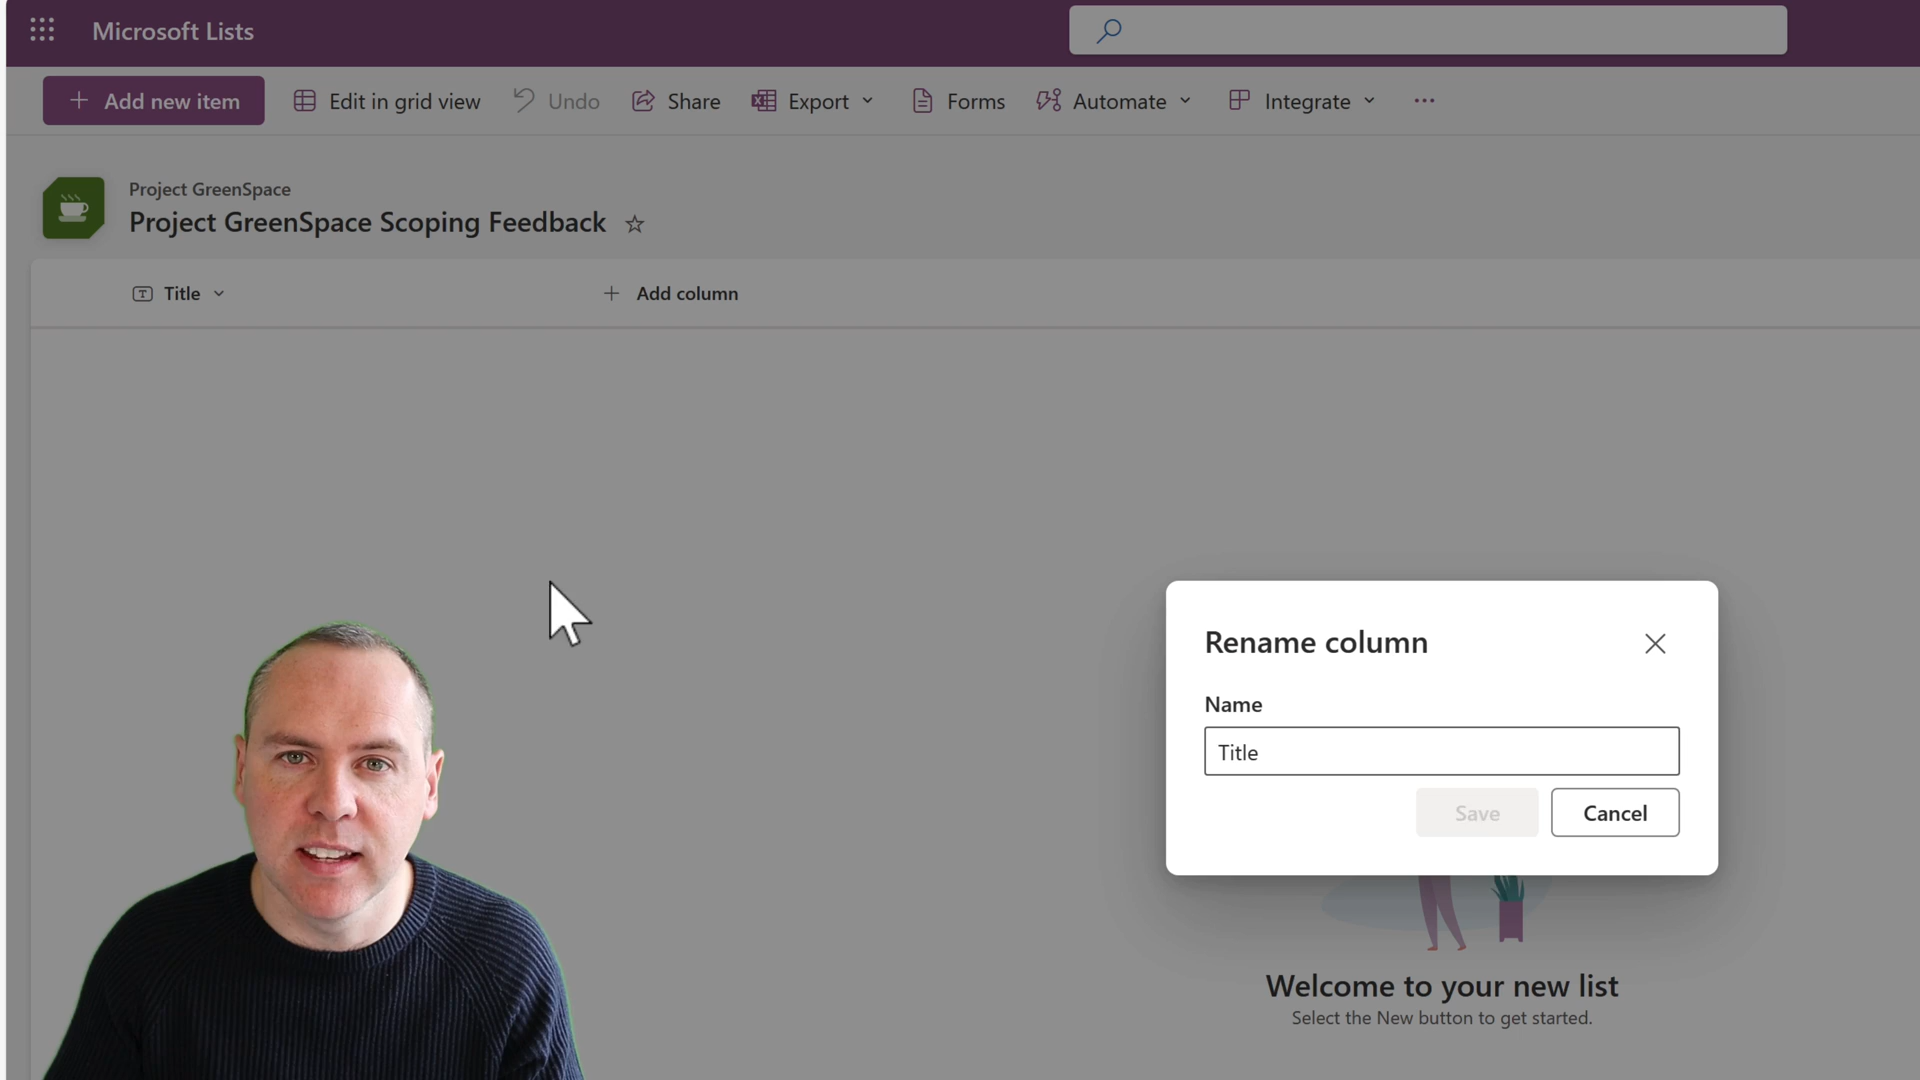 Microsoft Lists
Add new item
Edit in grid view
Undo
Share
Export
Forms
Automate
Integrate
Project GreenSpace
Project GreenSpace Scoping Feedback
Title
Add column
Rename column
Name
Title
Save
Cancel
Welcome to your new list
Select the New button to get started.